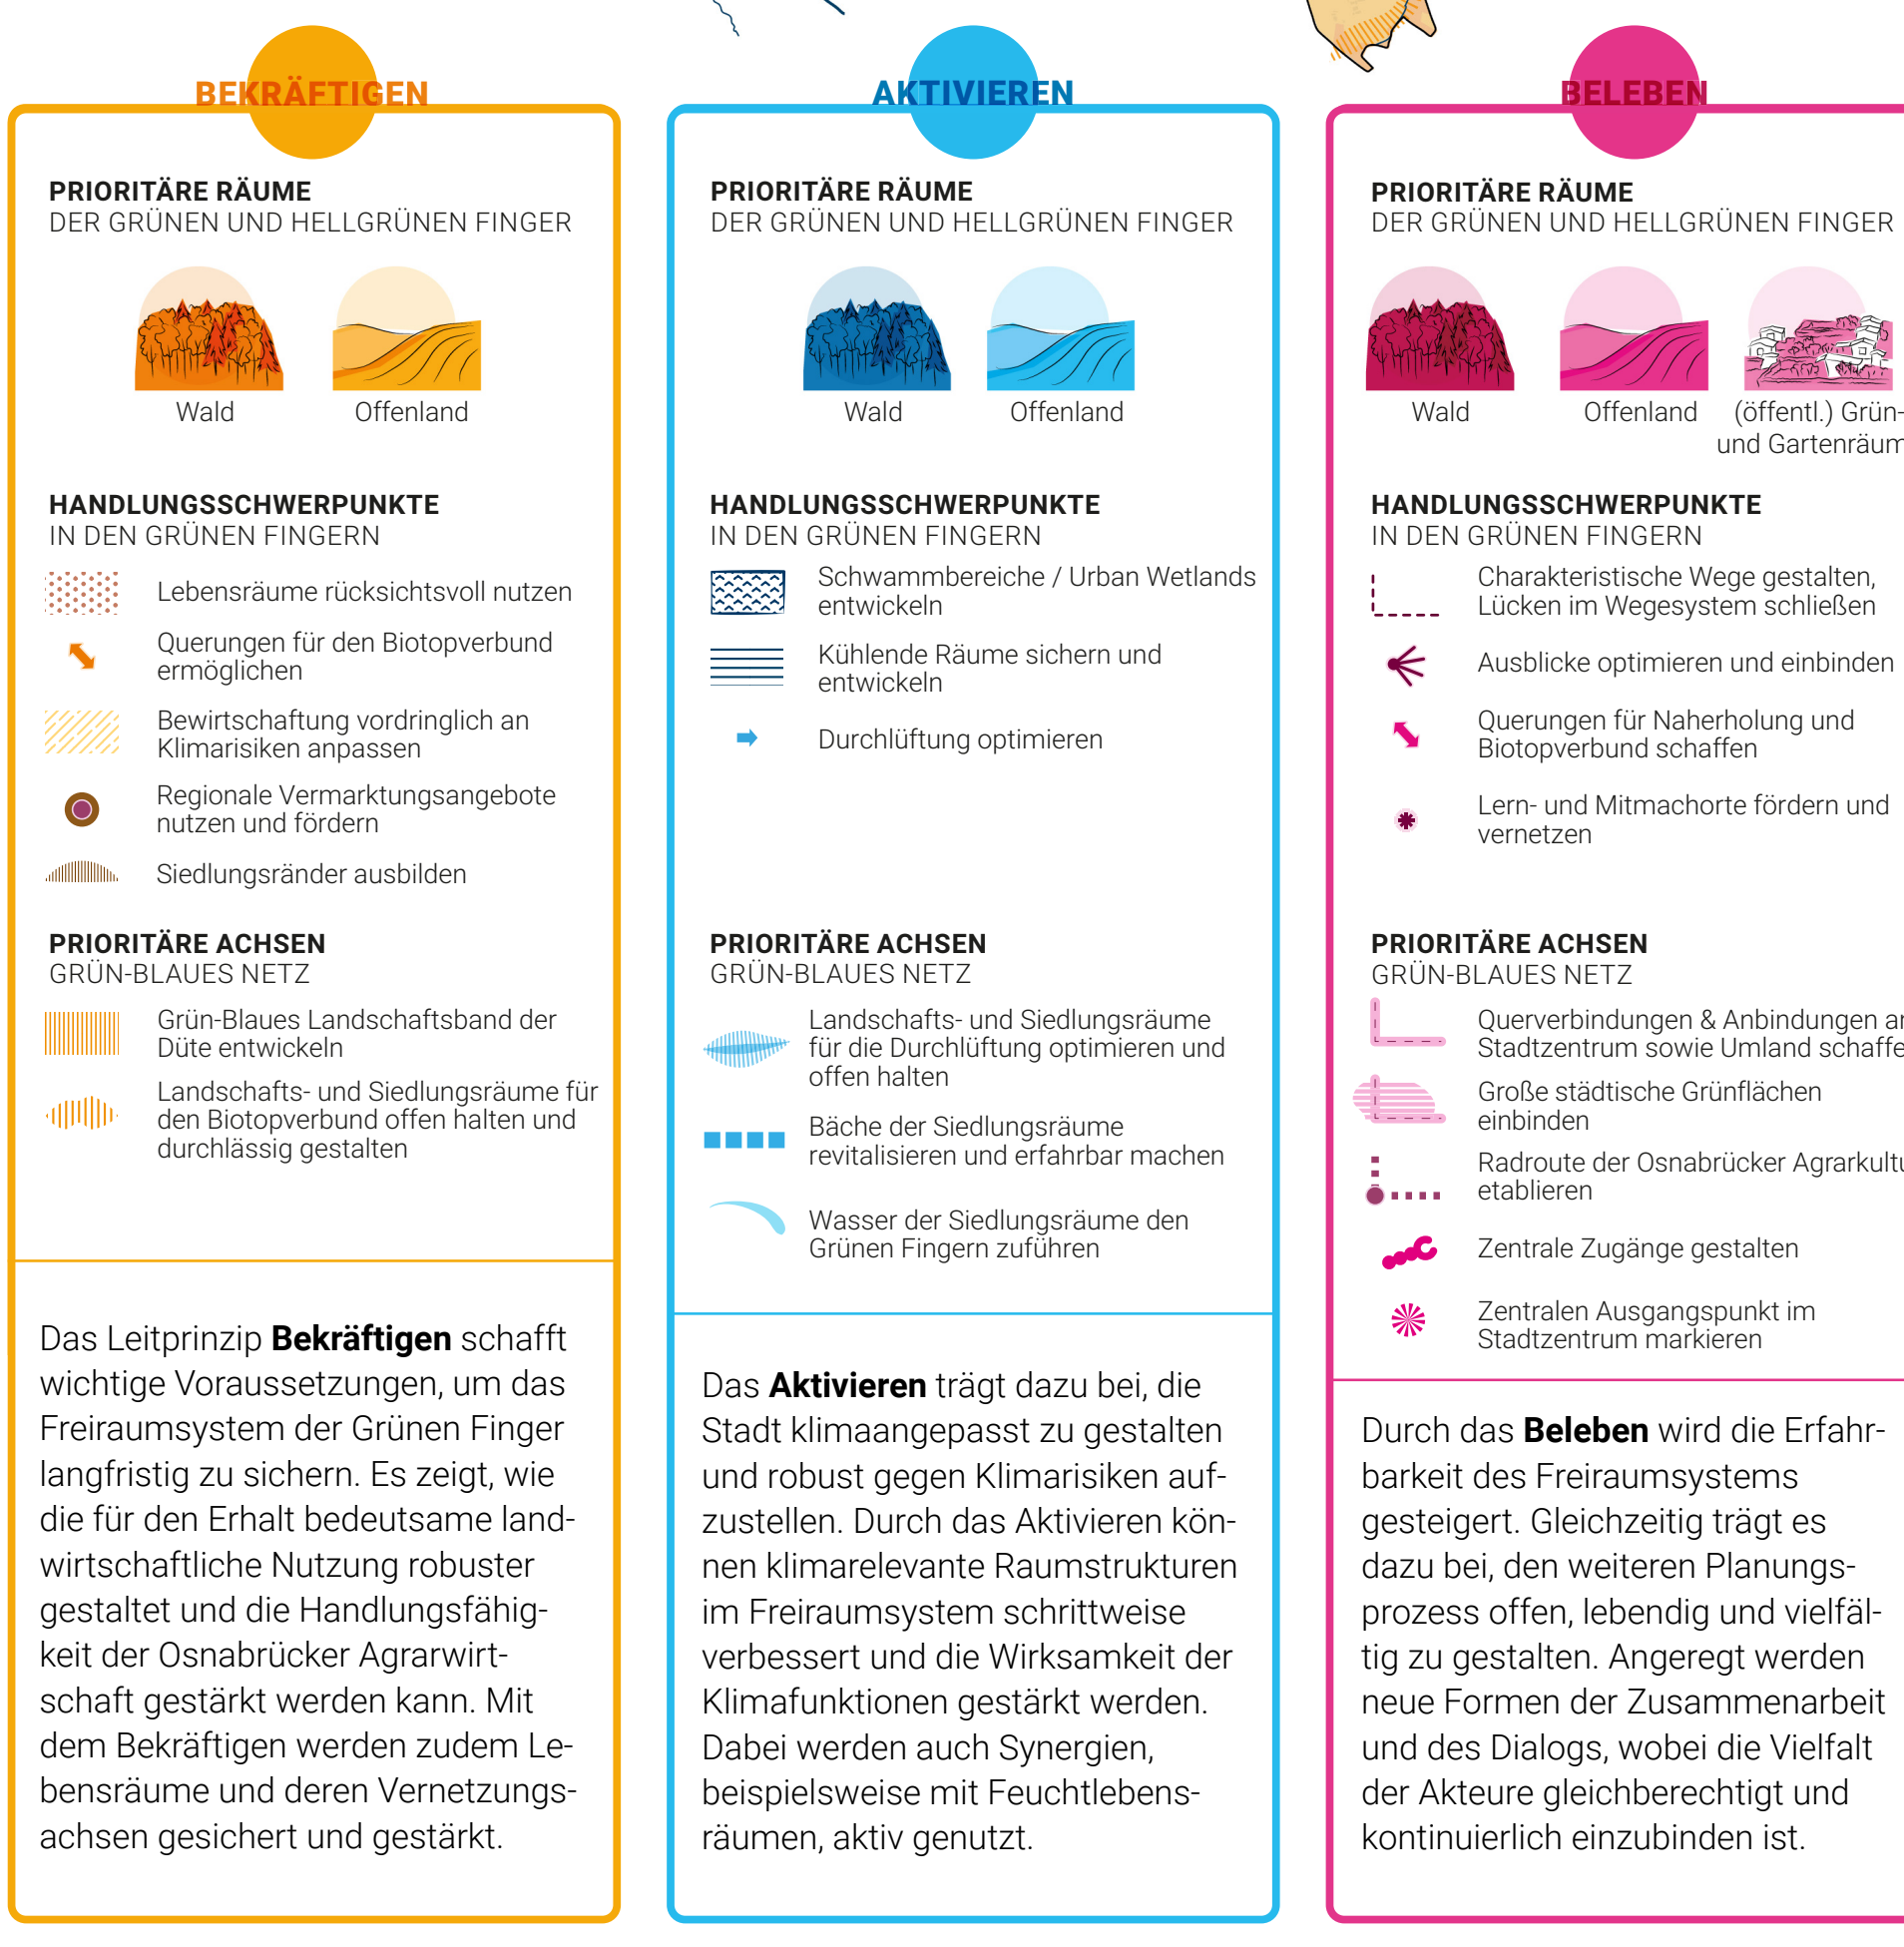 BEKRÄFTIGEN
PRIORITÄRE RÄUME
DER GRÜNEN UND HELLGRÜNEN FINGER
Wald
Offenland
HANDLUNGSSCHWERPUNKTE
IN DEN GRÜNEN FINGERN
Lebensräume rücksichtsvoll nutzen
Querungen für den Biotopverbund
ermöglichen
Bewirtschaftung vordringlich an
Klimarisiken anpassen
Regionale Vermarktungsangebote
nutzen und fördern
Siedlungsränder ausbilden
PRIORITÄRE ACHSEN
GRÜN-BLAUES NETZ
Grün-Blaues Landschaftsband der
Düte entwickeln
Landschafts- und Siedlungsräume für
den Biotopverbund offen halten und
durchlässig gestalten
Das Leitprinzip Bekräftigen schafft
wichtige Voraussetzungen, um das
Freiraumsystem der Grünen Finger
langfristig zu sichern. Es zeigt, wie
die für den Erhalt bedeutsame land-
wirtschaftliche Nutzung robuster
gestaltet und die Handlungsfähig-
keit der Osnabrücker Agrarwirt-
schaft gestärkt werden kann. Mit
dem Bekräftigen werden zudem Le-
bensräume und deren Vernetzungs-
achsen gesichert und gestärkt.
AKTIVIEREN
PRIORITÄRE RÄUME
DER GRÜNEN UND HELLGRÜNEN FINGER
Wald
Offenland
HANDLUNGSSCHWERPUNKTE
IN DEN GRÜNEN FINGERN
Schwammbereiche / Urban Wetlands
entwickeln
Kühlende Räume sichern und
entwickeln
Durchlüftung optimieren
PRIORITÄRE ACHSEN
GRÜN-BLAUES NETZ
Landschafts- und Siedlungsräume
für die Durchlüftung optimieren und
offen halten
Bäche der Siedlungsräume
revitalisieren und erfahrbar machen
Wasser der Siedlungsräume den
Grünen Fingern zuführen
Das Aktivieren trägt dazu bei, die
Stadt klimaangepasst zu gestalten
und robust gegen Klimarisiken auf-
zustellen. Durch das Aktivieren kön-
nen klimarelevante Raumstrukturen
im Freiraumsystem schrittweise
verbessert und die Wirksamkeit der
Klimafunktionen gestärkt werden.
Dabei werden auch Synergien,
beispielsweise mit Feuchtlebens-
räumen, aktiv genutzt.
BELEBEN
PRIORITÄRE RÄUME
DER GRÜNEN UND HELLGRÜNEN FINGER
Wald
Offenland
(öffentl.) Grün-
und
HANDLUNGSSCHWERPUNKTE
IN DEN GRÜNEN FINGERN
Charakteristische Wege gestalten,
Lücken im Wegesystem schließen
Ausblicke optimieren und einbinden
Querungen für Naherholung und
Biotopverbund schaffen
Lern- und Mitmachorte fördern und
vernetzen
PRIORITÄRE ACHSEN
GRÜN-BLAUES NETZ
Querverbindungen & Anbindungen
Stadtzentrum sowie Umland
Große städtische Grünflächen
einbinden
Radroute der Osnabrücker
etablieren
Zentrale Zugänge gestalten
Zentralen Ausgangspunkt im
Stadtzentrum markieren
Durch das Beleben wird die Erfahr-
barkeit des Freiraumsystems
gesteigert. Gleichzeitig trägt es
dazu bei, den weiteren Planungs-
prozess offen, lebendig und vielfäl-
tig zu gestalten. Angeregt werden
neue Formen der Zusammenarbeit
und des Dialogs, wobei die Vielfalt
der Akteure gleichberechtigt und
kontinuierlich einzubinden ist.